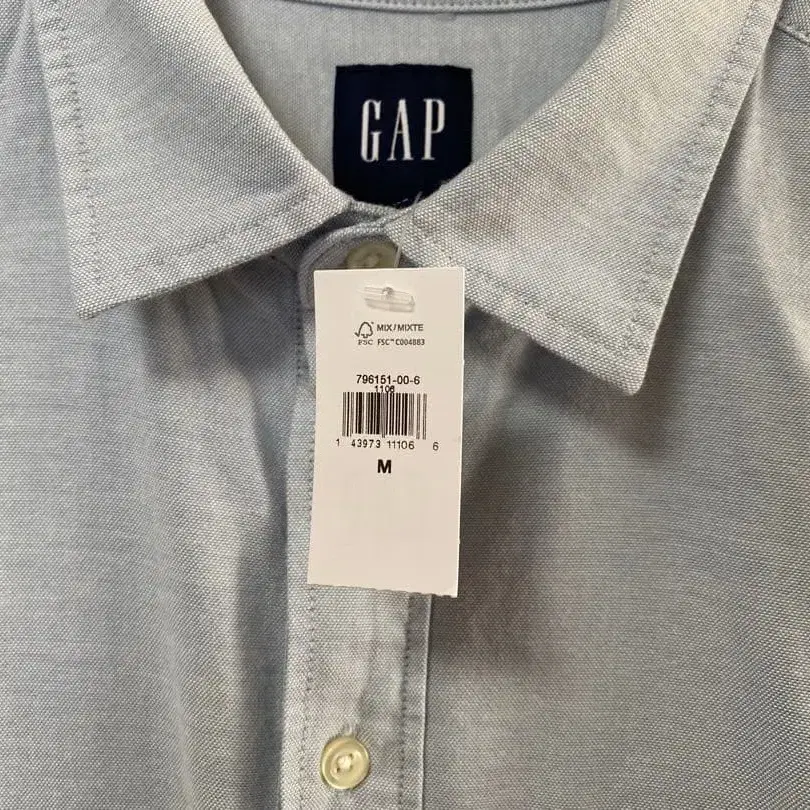 GAP
MIX/MIXTE
FSC FSC™ C004883
796151-00-6
1106
1 43973 11106 6
M